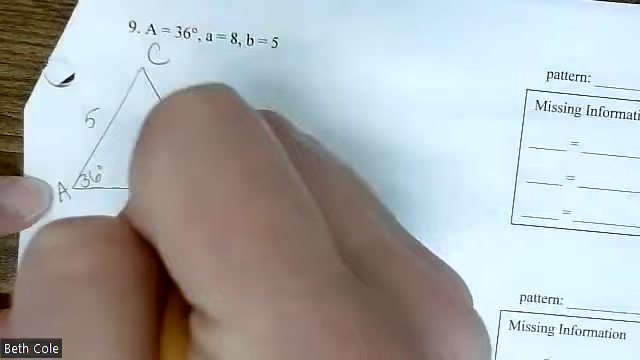 9. A = 36°, a = 8, b = 5
C
5
A 36°
pattern:
Missing Informati
=
=
=
pattern:
Missing Information
Beth Cole